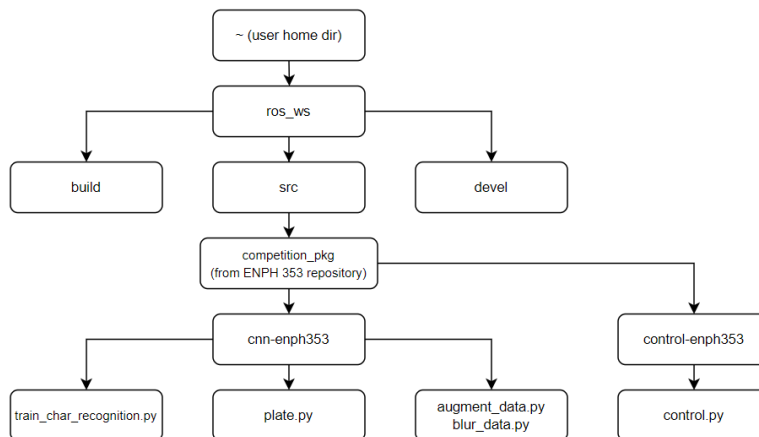 ~ (user home dir)
ros_ws
build
src
devel
competition_pkg
(from ENPH 353 repository)
cnn-enph353
control-enph353
train_char_recognition.py
plate.py
augment_data.py
blur_data.py
control.py